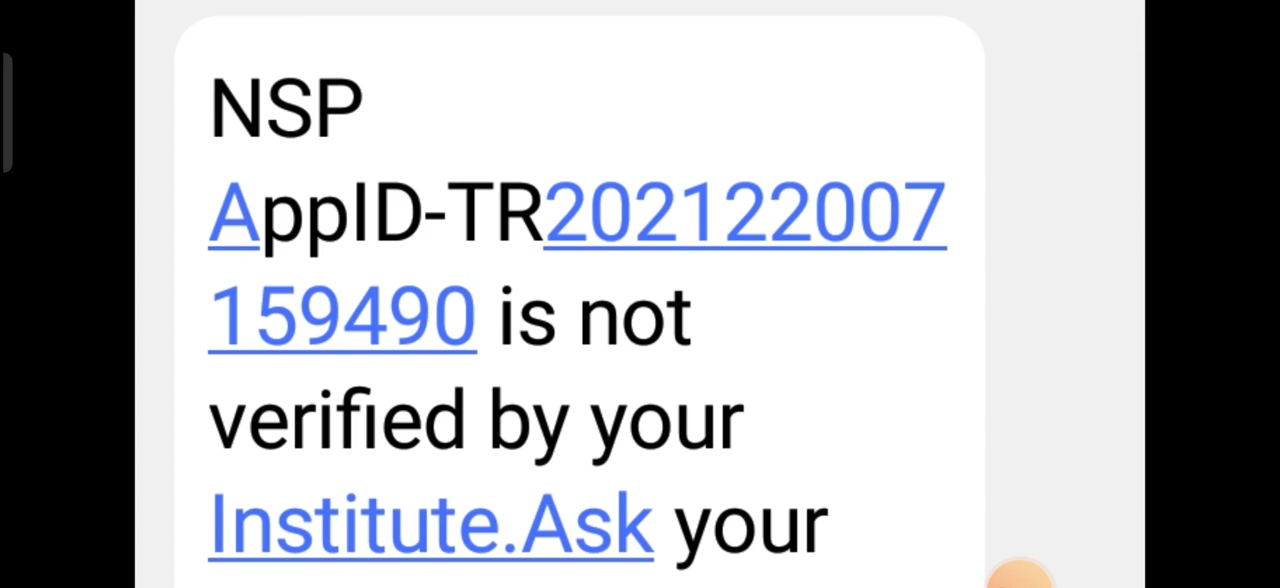 NSP
AppID-TR202122007
159490 is not
verified by your
Institute.Ask your